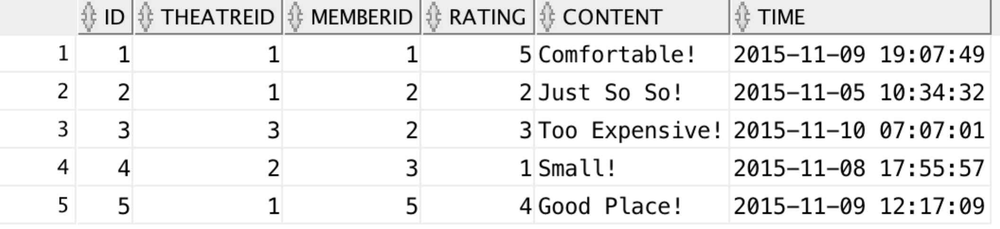 ID THEATREID MEMBERID RATING CONTENT TIME
1 1 1 1 5 Comfortable! 2015-11-09 19:07:49
2 2 1 2 2 Just So So! 2015-11-05 10:34:32
3 3 3 2 3 Too Expensive! 2015-11-10 07:07:01
4 4 2 3 1 Small! 2015-11-08 17:55:57
5 5 1 5 4 Good Place! 2015-11-09 12:17:09